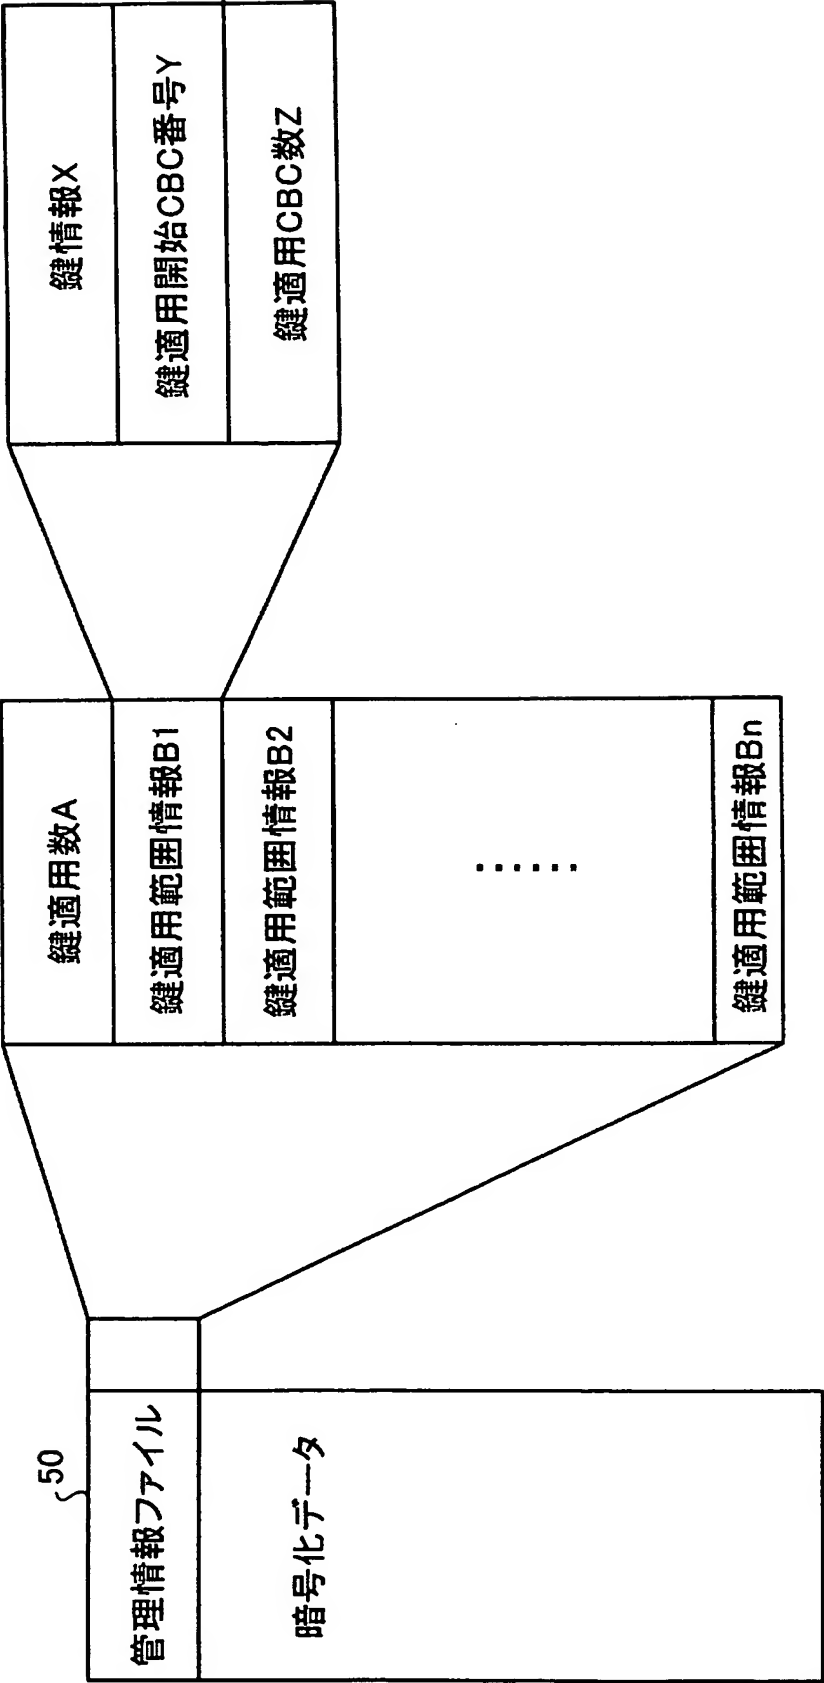 50
管理情報ファイル
暗号化データ
鍵適用数A
鍵適用範囲情報B1
鍵適用範囲情報B2
......
鍵適用範囲情報Bn
鍵情報X
鍵適用開始CBC番号Y
鍵適用CBC数Z